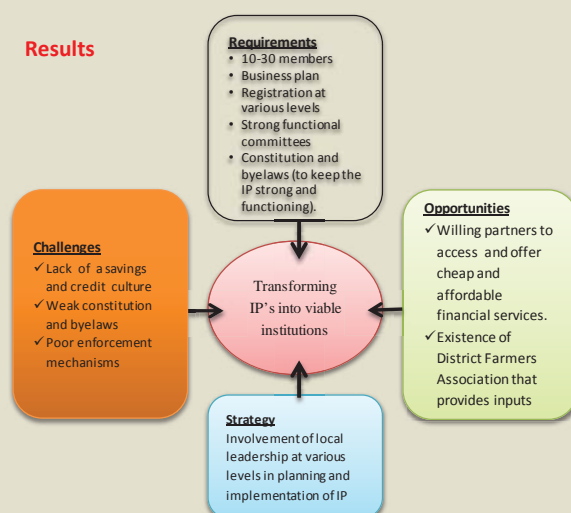 Results
Requirements
• 10-30 members
• Business plan
• Registration at
various levels
• Strong functional
committees
• Constitution and
byelaws (to keep the
IP strong and
functioning).
Challenges
✓Lack of a savings
and credit culture
✓Weak constitution
and byelaws
✓Poor enforcement
mechanisms
Transforming
IP's into viable
institutions
Opportunities
✓Willing partners to
access and offer
cheap and
affordable
financial services.
✓Existence of
District Farmers
Association that
provides inputs
Strategy
Involvement of local
leadership at various
levels in planning and
implementation of IP